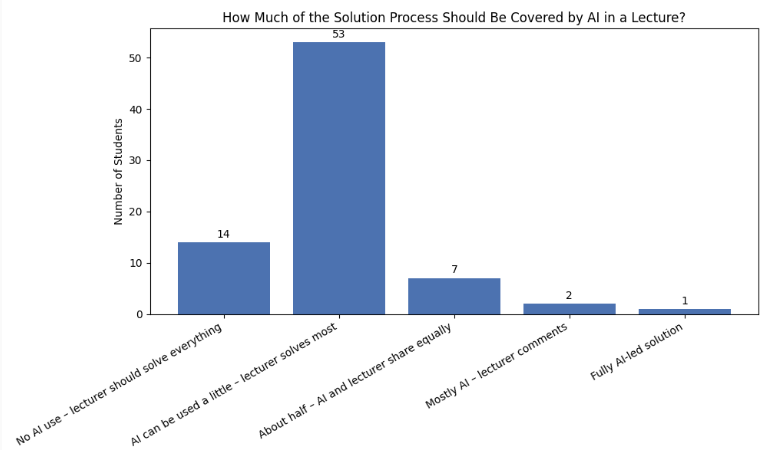 How Much of the Solution Process Should Be Covered by AI in a Lecture?
Number of Students
50
40
30
20
10
0
14
53
7
2
1
No AI use – lecturer should solve everything
AI can be used a little – lecturer solves most
About half – AI and lecturer share equally
Mostly AI – lecturer comments
Fully AI-led solution